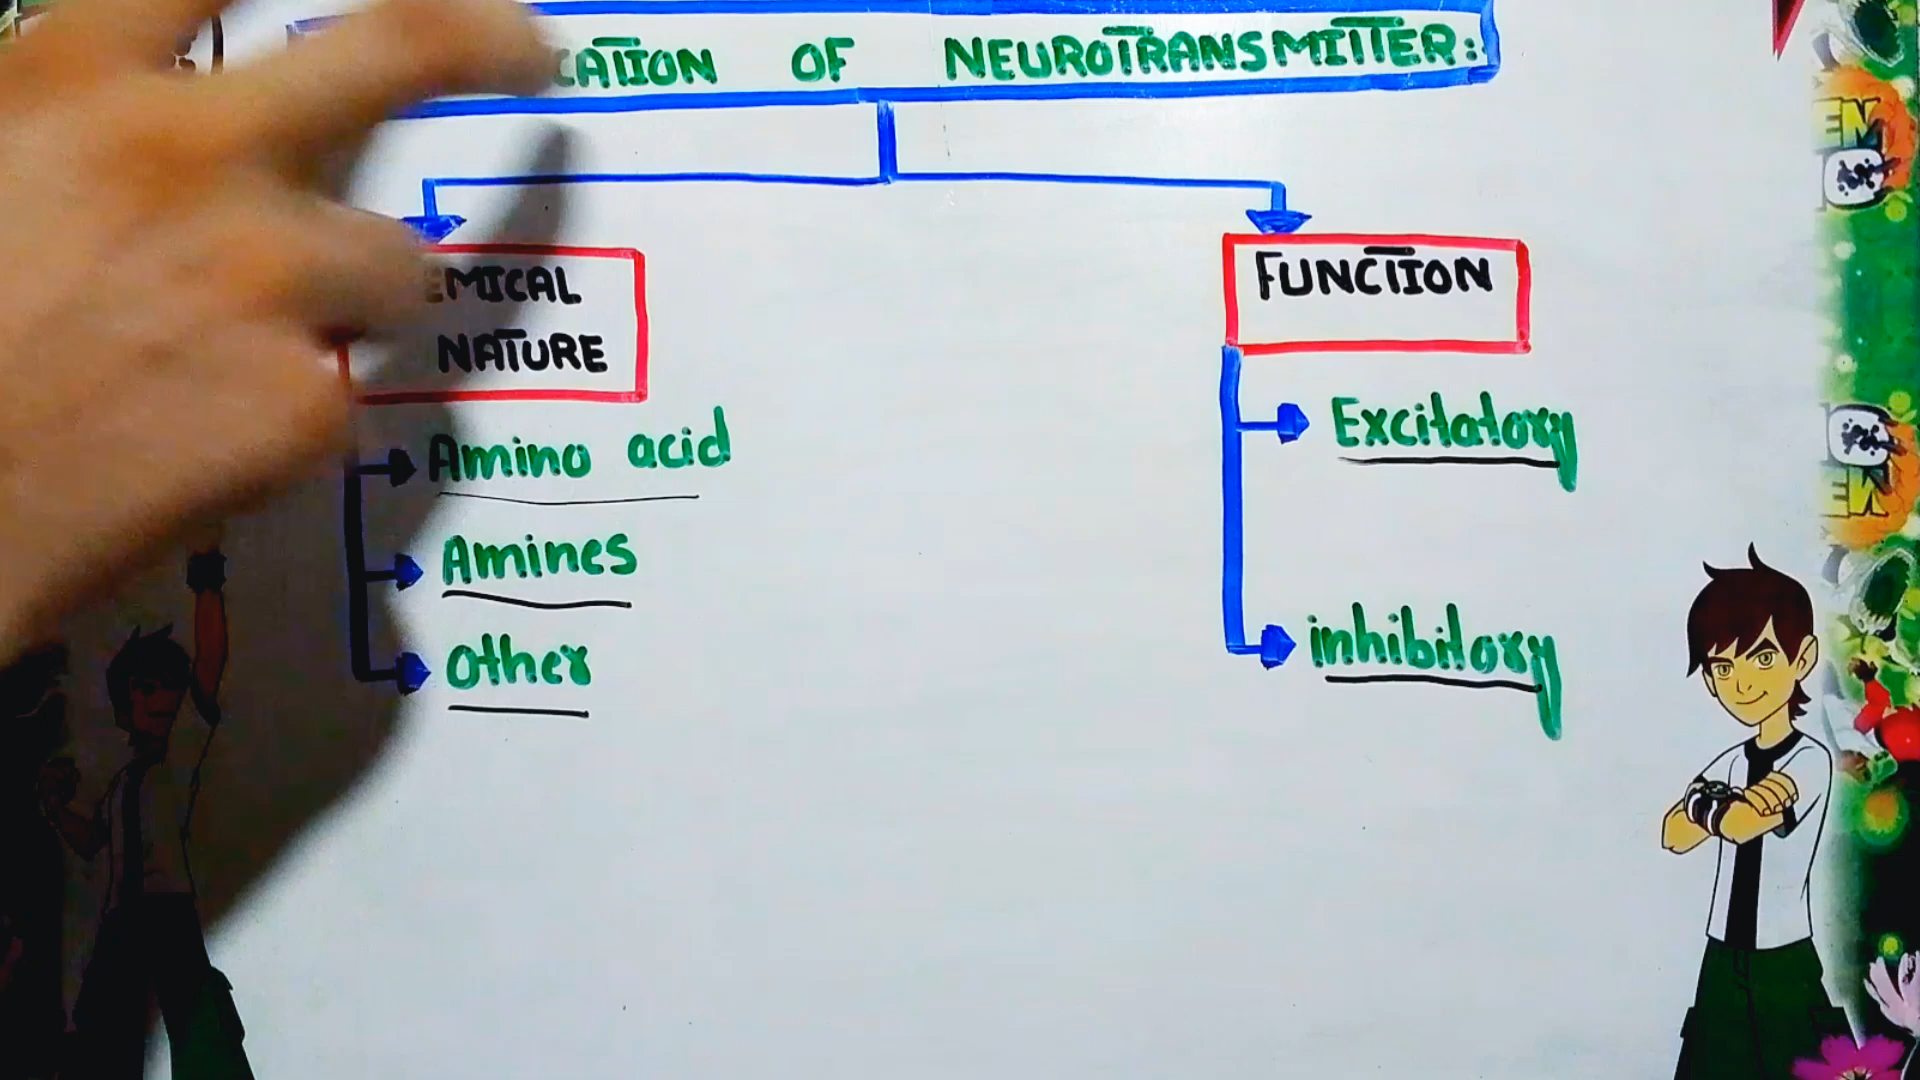 CATION OF NEUROTRANSMITTER:
EMICAL
NATURE
Amino acid
Amines
other
FUNCTION
Excitatory
inhibitory